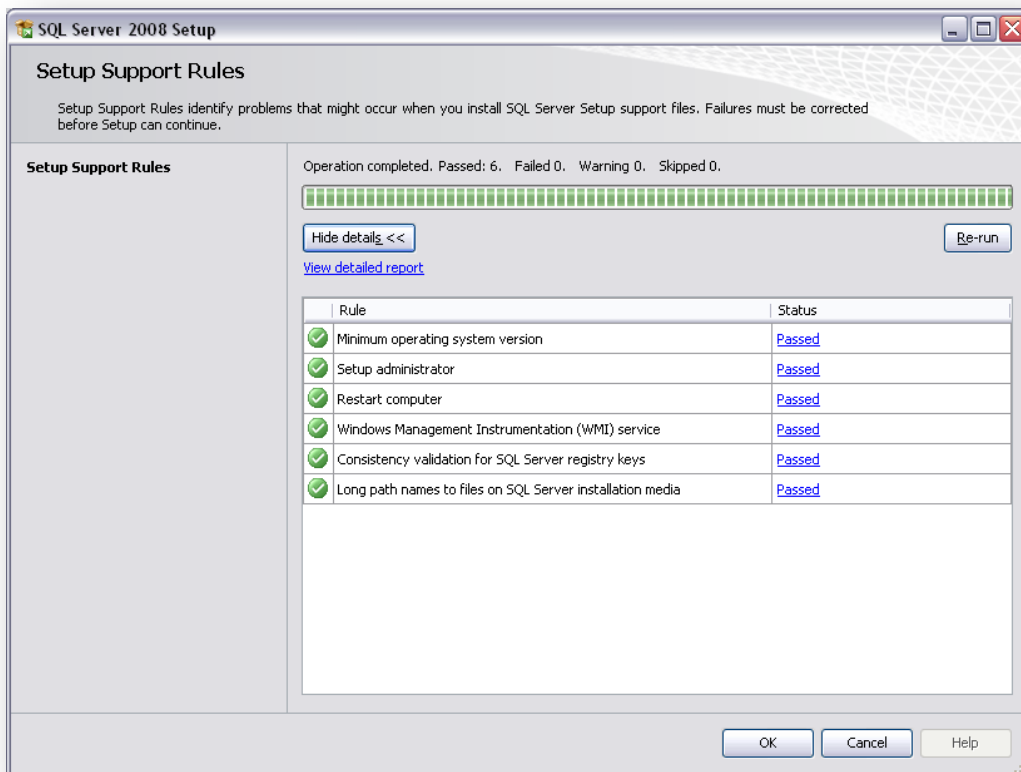 SQL Server 2008 Setup
Setup Support Rules
Setup Support Rules identify problems that might occur when you install SQL Server Setup support files. Failures must be corrected
before Setup can continue.
Setup Support Rules
Operation completed. Passed: 6. Failed 0. Warning 0. Skipped 0.
Hide details <<
Re-run
View detailed report
Rule Status
Minimum operating system version Passed
Setup administrator Passed
Restart computer Passed
Windows Management Instrumentation (WMI) service Passed
Consistency validation for SQL Server registry keys Passed
Long path names to files on SQL Server installation media Passed
OK Cancel Help